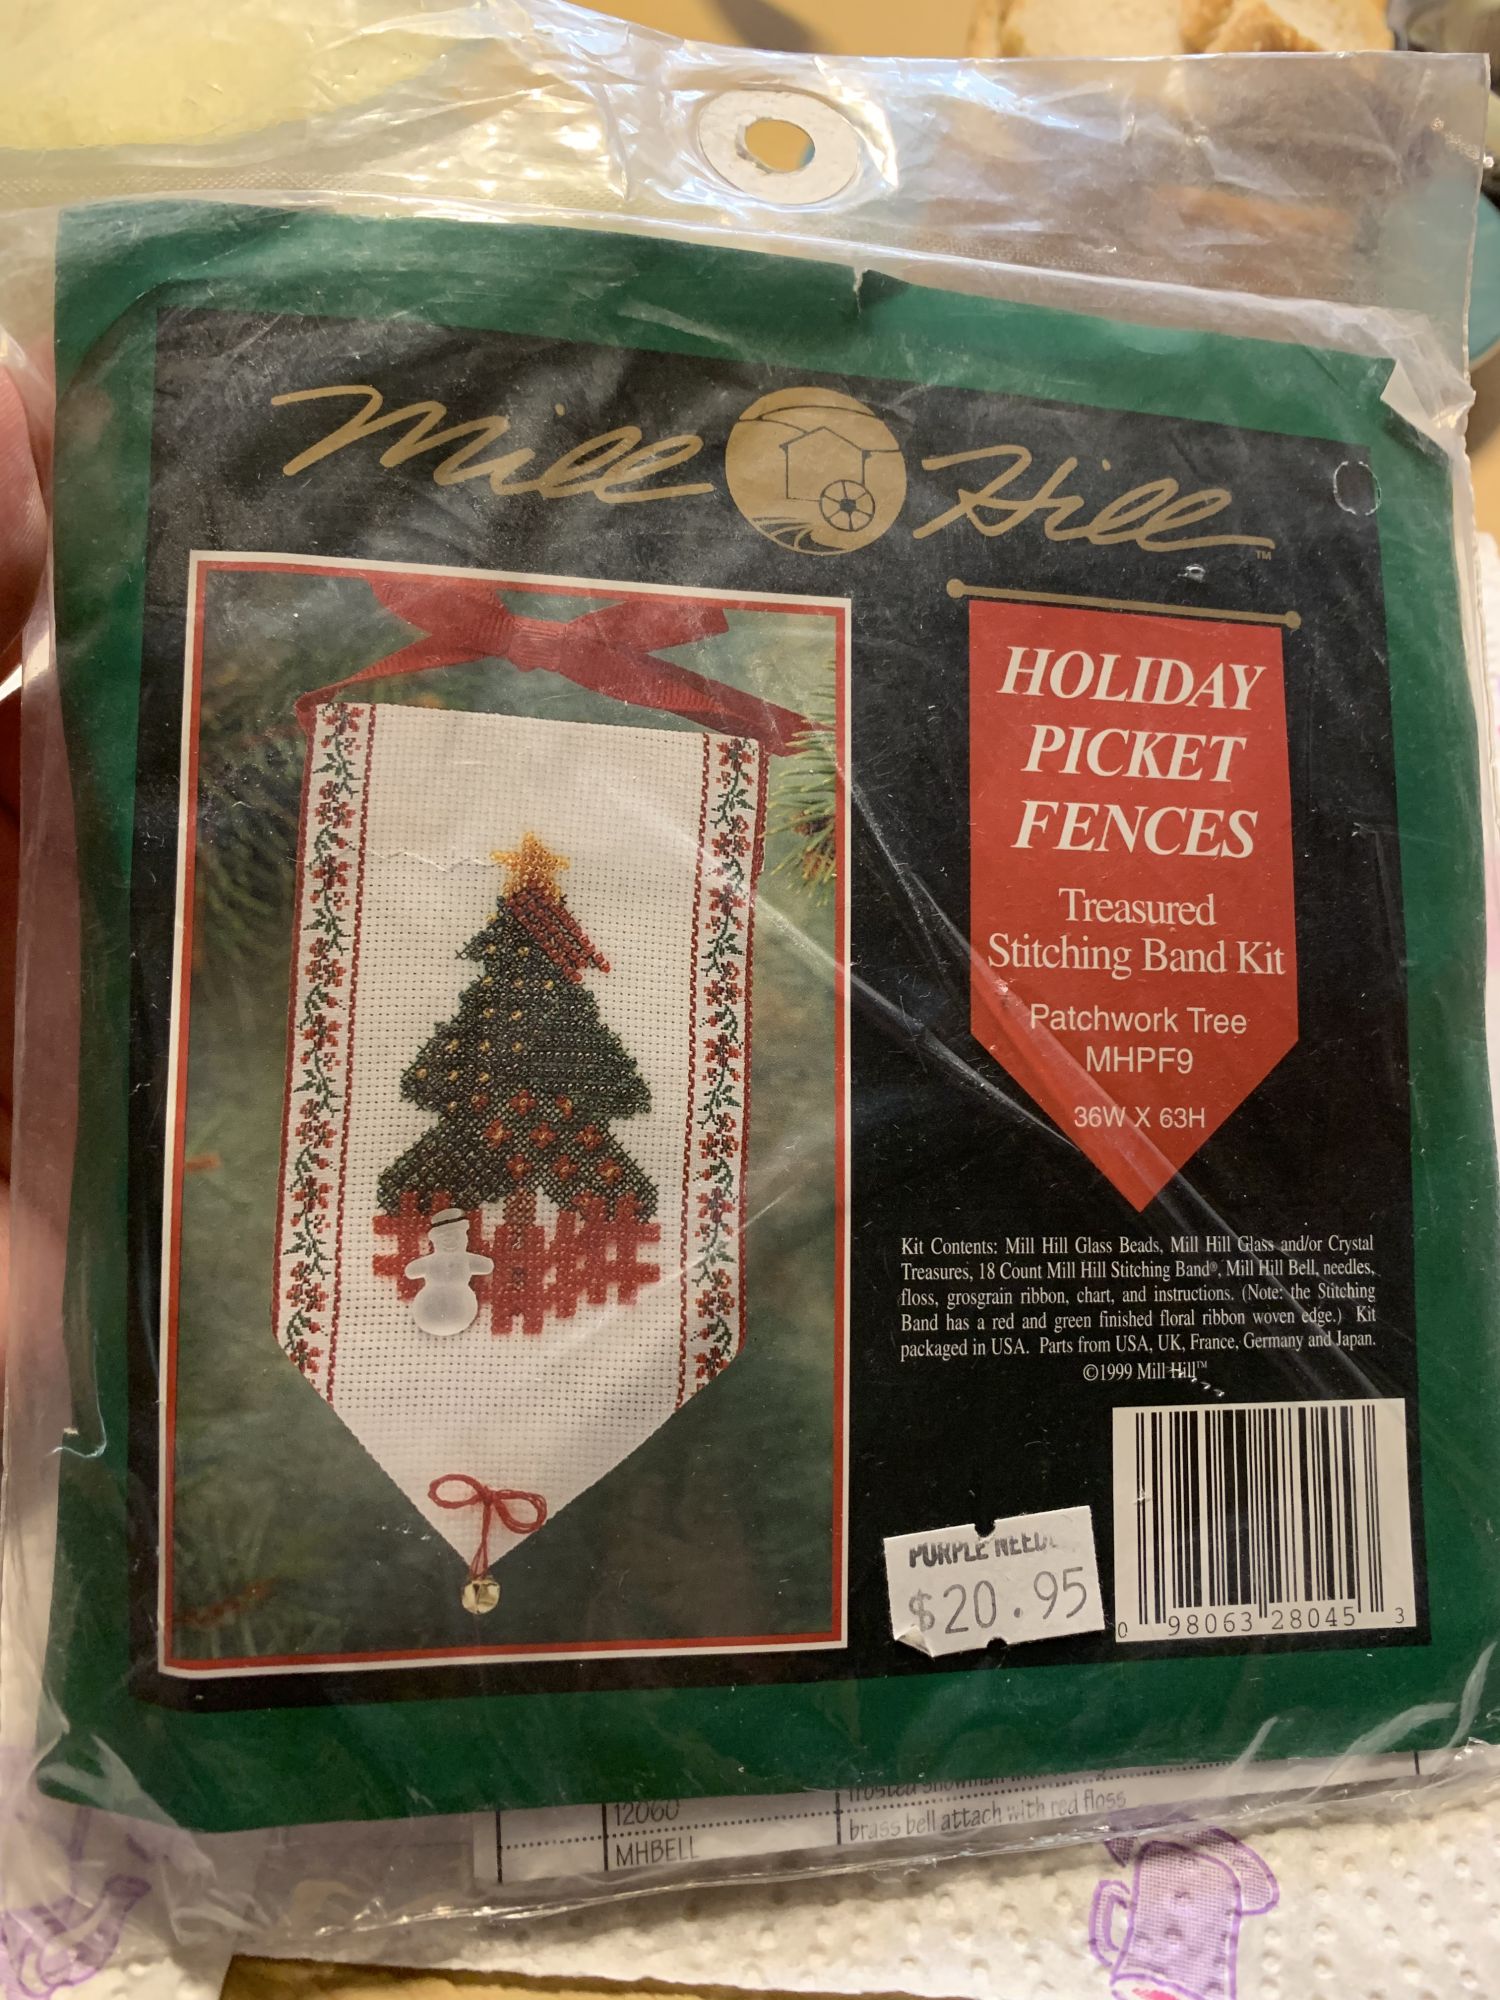 Mill Hill™
HOLIDAY
PICKET
FENCES
Treasured
Stitching Band Kit
Patchwork Tree
MHPF9
36W X 63H
Kit Contents: Mill Hill Glass Beads, Mill Hill Glass and/or Crystal
Treasures, 18 Count Mill Hill Stitching Band®, Mill Hill Bell, needles,
floss, grosgrain ribbon, chart, and instructions. (Note: the Stitching
Band has a red and green finished floral ribbon woven edge.) Kit
packaged in USA. Parts from USA, UK, France, Germany and Japan.
©1999 Mill Hill™
PURPLE
$20.95
0 98063 28045 3
12060
frosted snowman
MHBELL
brass bell attach with red floss